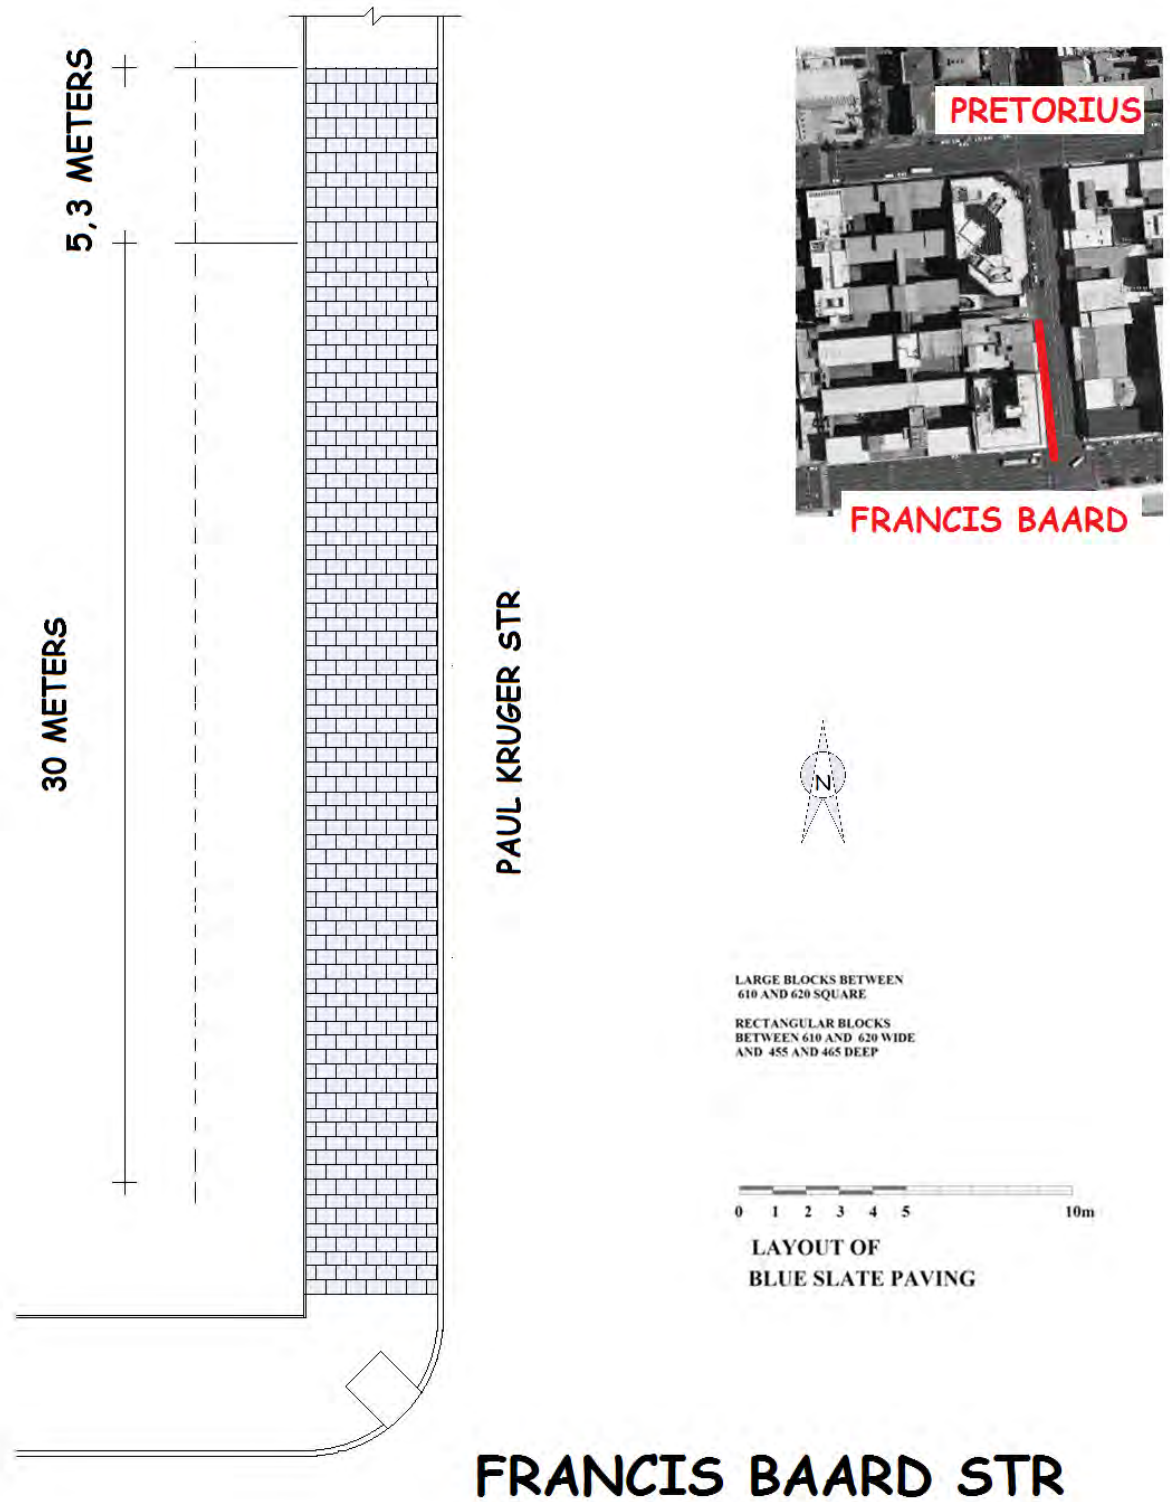 5,3 METERS
30 METERS
PAUL KRUGER STR
PRETORIUS
FRANCIS BAARD
N
LARGE BLOCKS BETWEEN
610 AND 620 SQUARE
RECTANGULAR BLOCKS
BETWEEN 610 AND 620 WIDE
AND 455 AND 465 DEEP
0 1 2 3 4 5 10m
LAYOUT OF
BLUE SLATE PAVING
FRANCIS BAARD STR